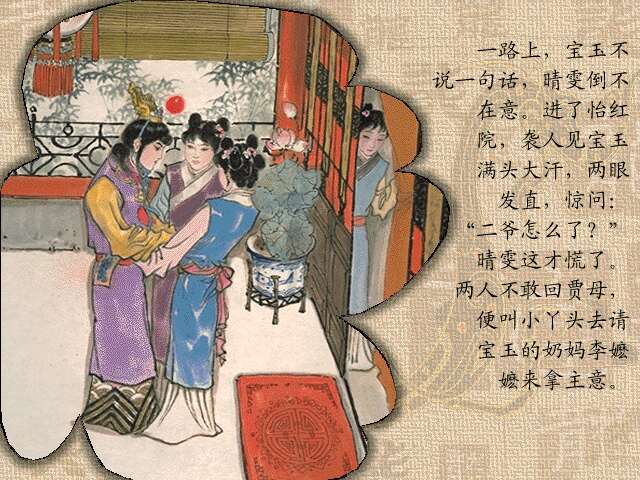 一路上，宝玉不
说一句话，晴雯倒不
在意。进了怡红
院，袭人见宝玉
满头大汗，两眼
发直，惊问：
“二爷怎么了？”
晴雯这才慌了。
两人不敢回贾母，
便叫小丫头去请
宝玉的奶妈李嬷
嬷来拿主意。